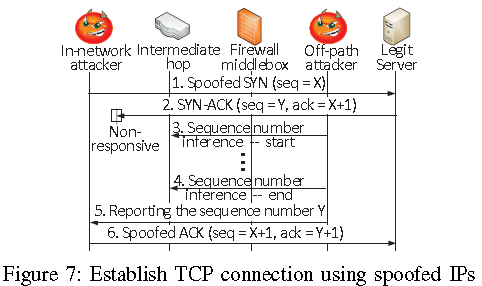 In-network Intermediate Firewall Off-path Legit
attacker hop middlebox attacker Server
1. Spoofed SYN (seq = X)
2. SYN-ACK (seq = Y, ack = X+1)
Non-
responsive
3. Sequence number
inference -- start
4. Sequence number
inference -- end
5. Reporting the sequence number Y
6. Spoofed ACK (seq = X+1, ack = Y+1)
Figure 7: Establish TCP connection using spoofed IPs